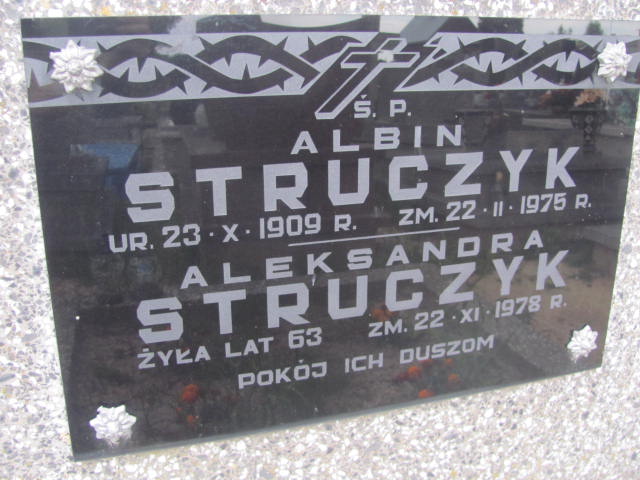 Ś. P.
ALBIN
STRUCZYK
UR. 23·X·1909 R. ZM. 22·II·1975 R.
ALEKSANDRA
STRUCZYK
ŻYŁA LAT 63 ZM. 22·XI·1978 R.
POKÓJ ICH DUSZOM